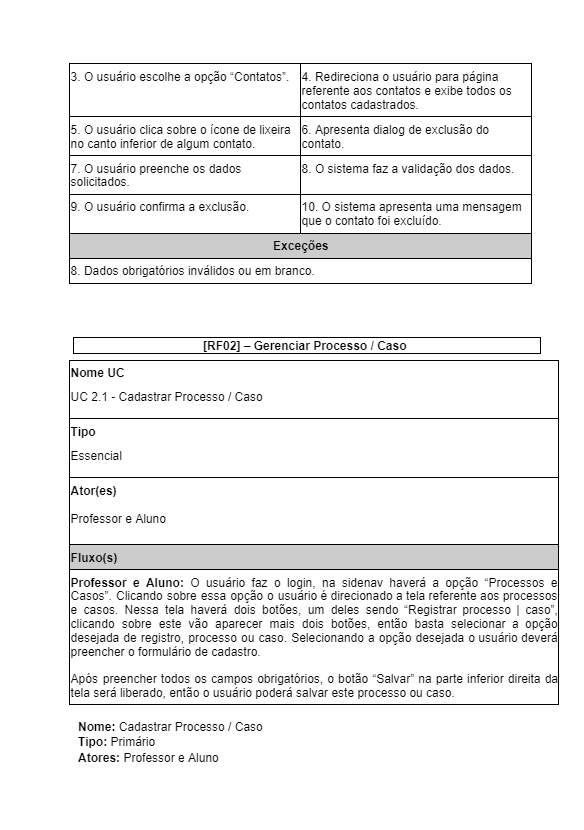 3. O usuário escolhe a opção “Contatos”.
4. Redireciona o usuário para página
referente aos contatos e exibe todos os
contatos cadastrados.
5. O usuário clica sobre o ícone de lixeira
no canto inferior de algum contato.
6. Apresenta dialog de exclusão do
contato.
7. O usuário preenche os dados
solicitados.
8. O sistema faz a validação dos dados.
9. O usuário confirma a exclusão.
10. O sistema apresenta uma mensagem
que o contato foi excluído.
Exceções
8. Dados obrigatórios inválidos ou em branco.
[RF02] – Gerenciar Processo / Caso
Nome UC
UC 2.1 - Cadastrar Processo / Caso
Tipo
Essencial
Ator(es)
Professor e Aluno
Fluxo(s)
Professor e Aluno: O usuário faz o login, na sidenav haverá a opção “Processos e
Casos”. Clicando sobre essa opção o usuário é direcionado a tela referente aos processos
e casos. Nessa tela haverá dois botões, um deles sendo “Registrar processo | caso”,
clicando sobre este vão aparecer mais dois botões, então basta selecionar a opção
desejada de registro, processo ou caso. Selecionando a opção desejada o usuário deverá
preencher o formulário de cadastro.
Após preencher todos os campos obrigatórios, o botão “Salvar” na parte inferior direita da
tela será liberado, então o usuário poderá salvar este processo ou caso.
Nome: Cadastrar Processo / Caso
Tipo: Primário
Atores: Professor e Aluno